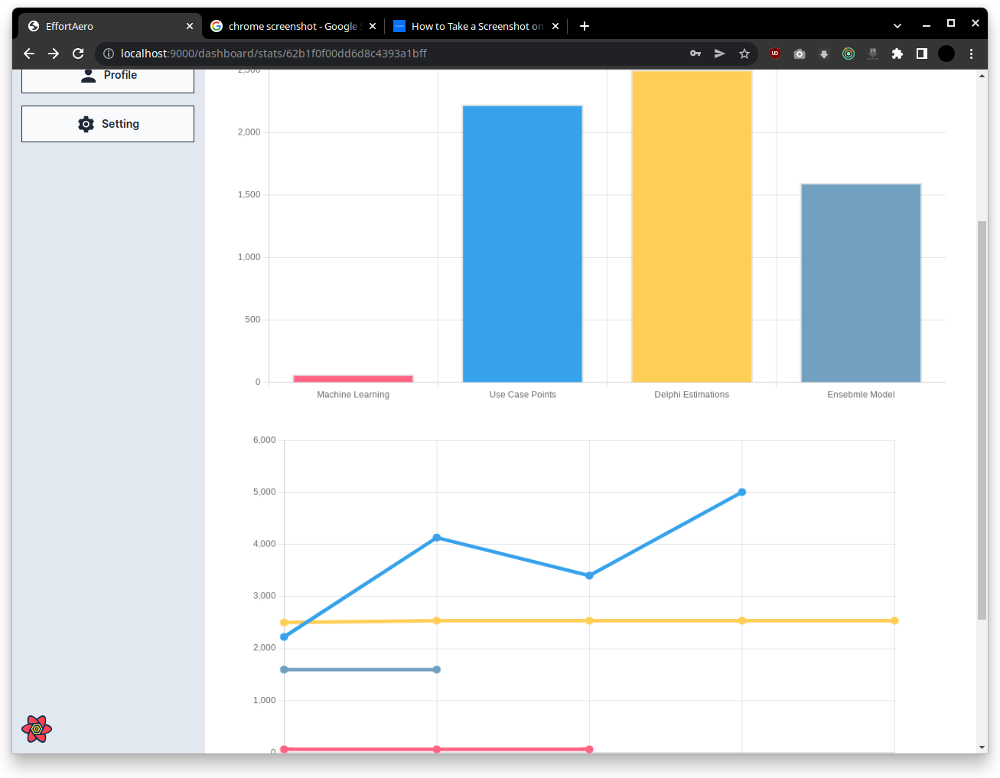 EffortAero
chrome screenshot - Google
How to Take a Screenshot on
localhost:9000/dashboard/stats/62b1f0f00dd6d8c4393a1bff
Profile
Setting
2,500
2,000
1,500
1,000
500
0
Machine Learning
Use Case Points
Delphi Estimations
Ensebmle Model
6,000
5,000
4,000
3,000
2,000
1,000
0